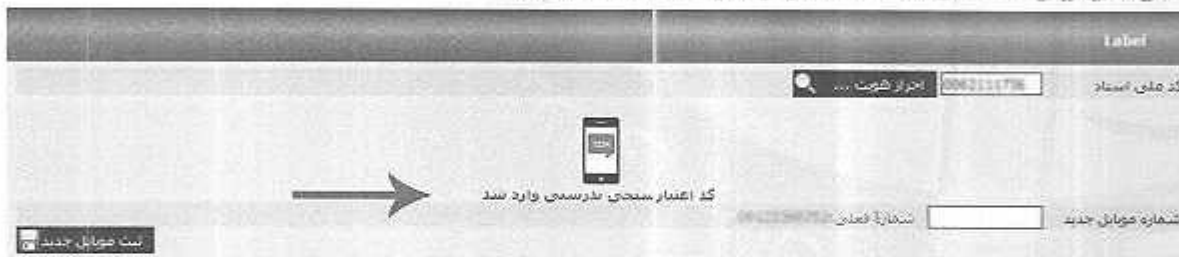 Label
کد ملی استاد
احراز هویت ...
کد اعتبار سنجی بدرستی وارد شد
شماره موبایل جدید
شمارهٔ فعلی:
ثبت موبایل جدید